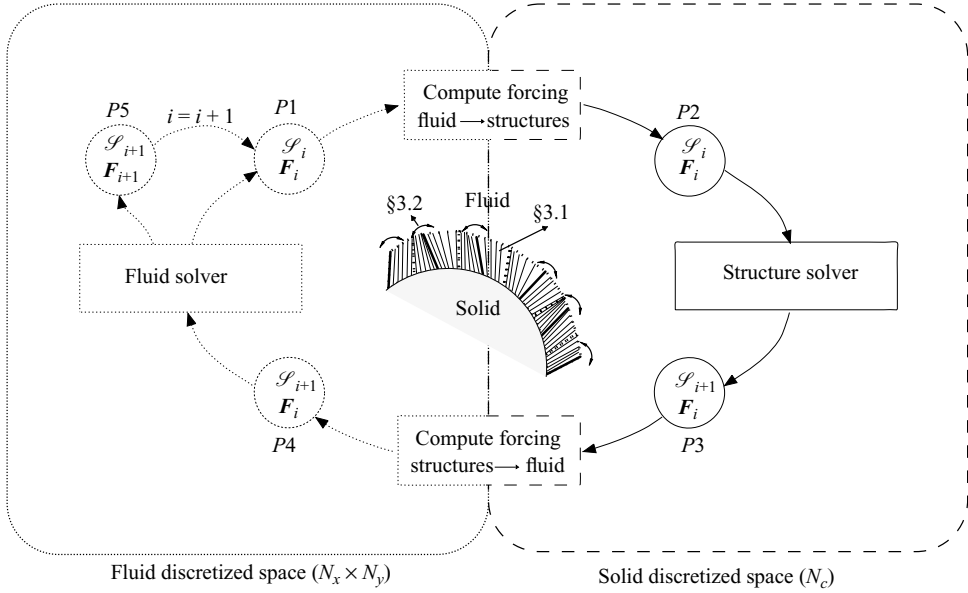 P5
i = i + 1
P1
𝒮i+1
Fi+1
𝒮i
Fi
Compute forcing
fluid → structures
P2
𝒮i
Fi
§3.2
Fluid
§3.1
Fluid solver
Solid
Structure solver
𝒮i+1
Fi
P4
Compute forcing
structures → fluid
𝒮i+1
Fi
P3
Fluid discretized space (Nx × Ny)
Solid discretized space (Nc)